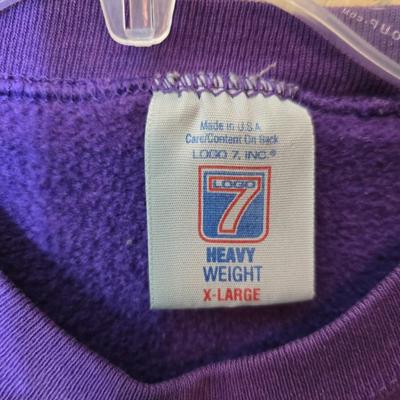 Made in U.S.A.
Care/Content On Back
LOGO 7, INC.®
LOGO
7
HEAVY
WEIGHT
X-LARGE